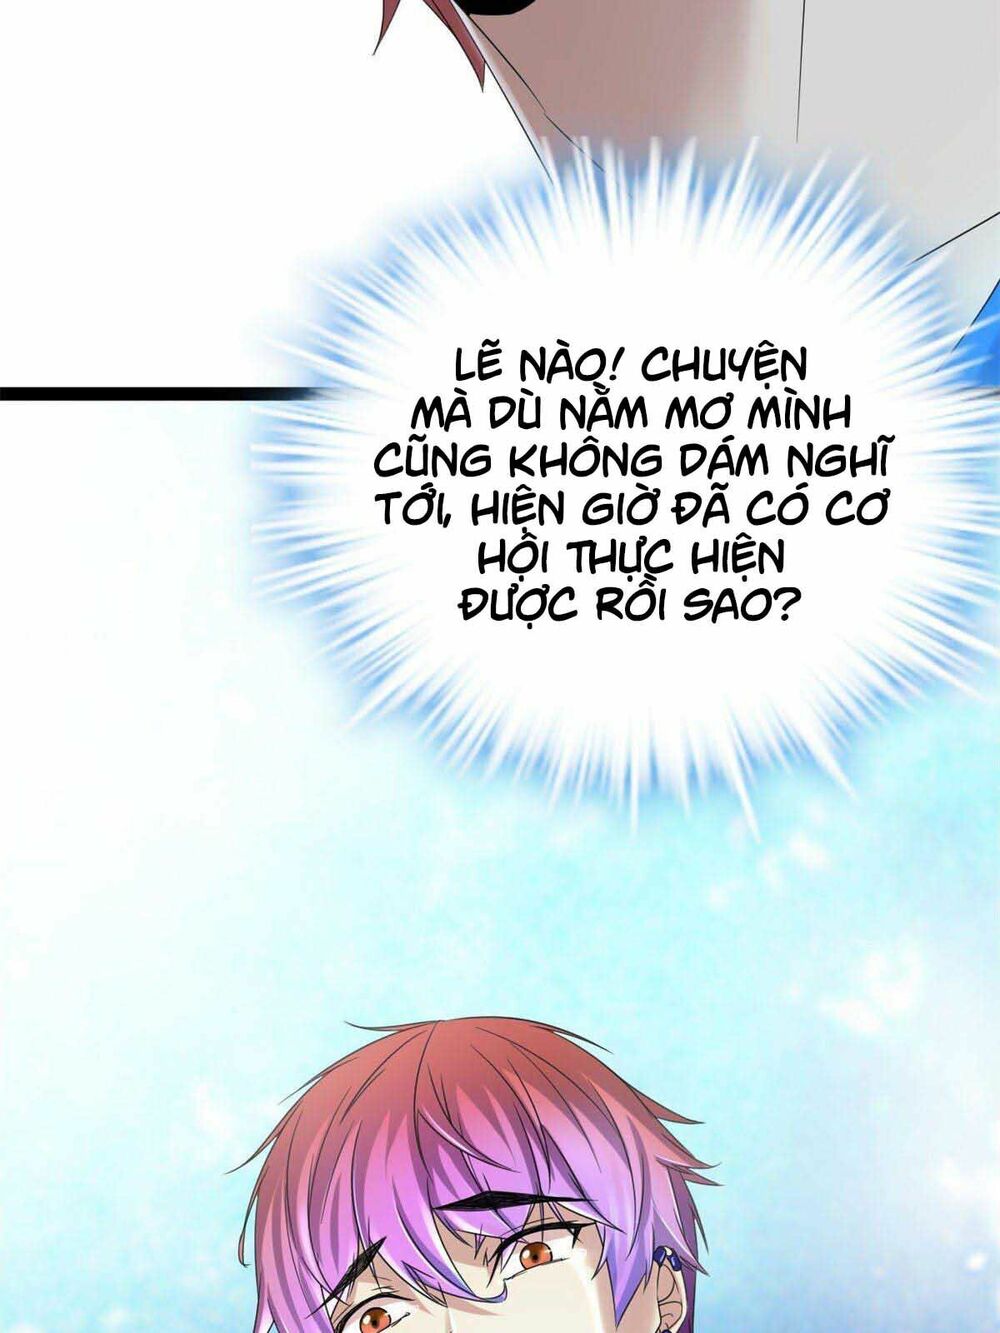 LẼ NÀO! CHUYỆN
MÀ DÙ NẰM MƠ MÌNH
CŨNG KHÔNG DÁM NGHĨ
TỚI, HIỆN GIỜ ĐÃ CÓ CƠ
HỘI THỰC HIỆN
ĐƯỢC RỒI SAO?